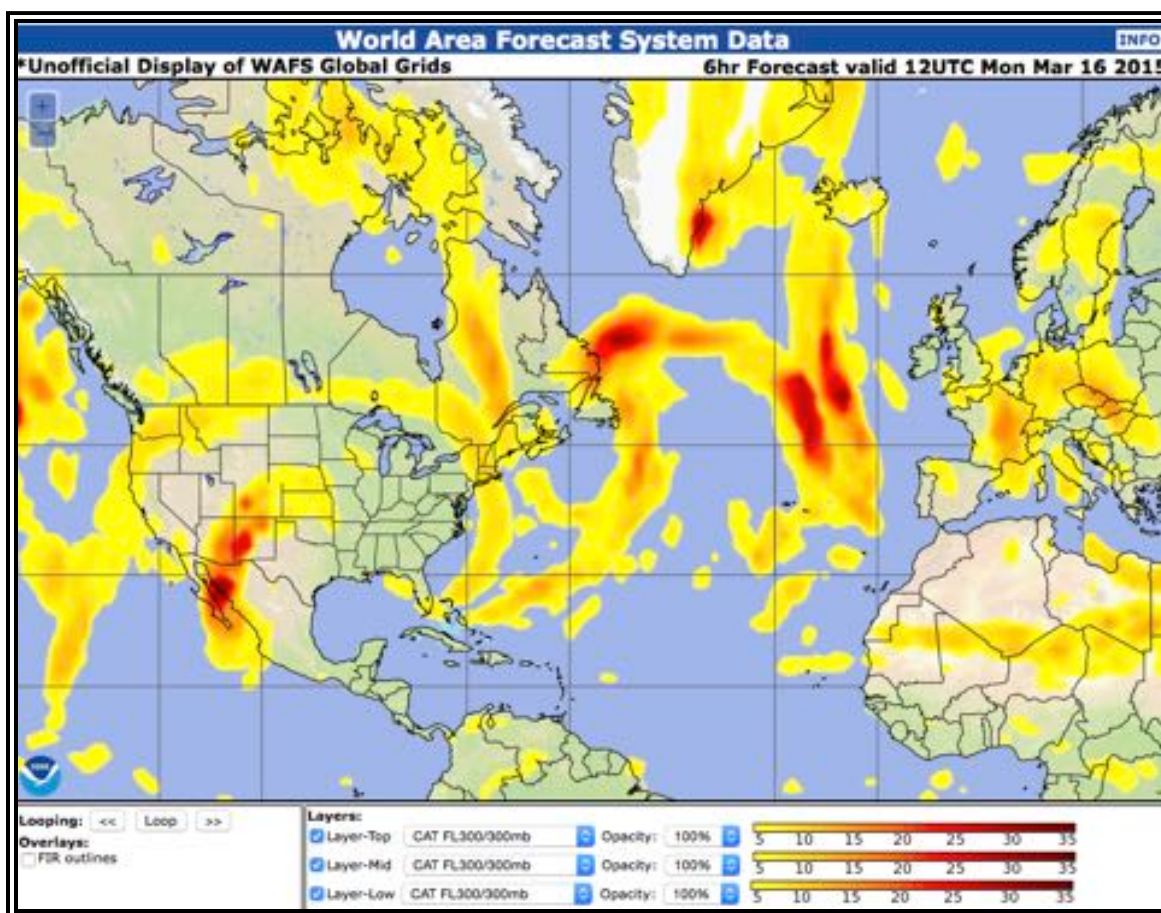 World Area Forecast System Data
INFO
*Unofficial Display of WAFS Global Grids
6hr Forecast valid 12UTC Mon Mar 16 2015
+
Looping: << Loop >>
Overlays:
FIR outlines
Layers:
Layer-Top CAT FL300/300mb Opacity: 100%
5 10 15 20 25 30 35
Layer-Mid CAT FL300/300mb Opacity: 100%
5 10 15 20 25 30 35
Layer-Low CAT FL300/300mb Opacity: 100%
5 10 15 20 25 30 35